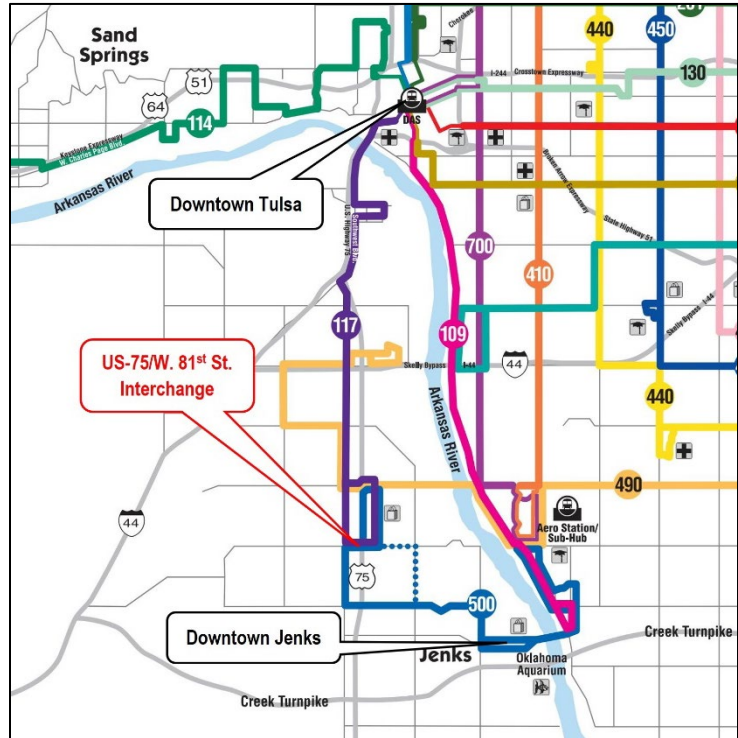 201
Sand
Springs
Cherokee
440
450
I-244
Crosstown Expressway
130
51
64
DAS
114
Keystone Expressway
W. Charles Page Blvd.
Arkansas River
Broken Arrow Expressway
Downtown Tulsa
U.S. Highway 75
Southwest Blvd.
State Highway 51
700
410
117
109
US-75/W. 81st St.
Interchange
Skelly Bypass
I-44
44
Skelly Bypass I-44
440
Arkansas River
490
44
Aero Station/
Sub-Hub
75
500
Downtown Jenks
Jenks
Creek Turnpike
Oklahoma
Aquarium
Creek Turnpike